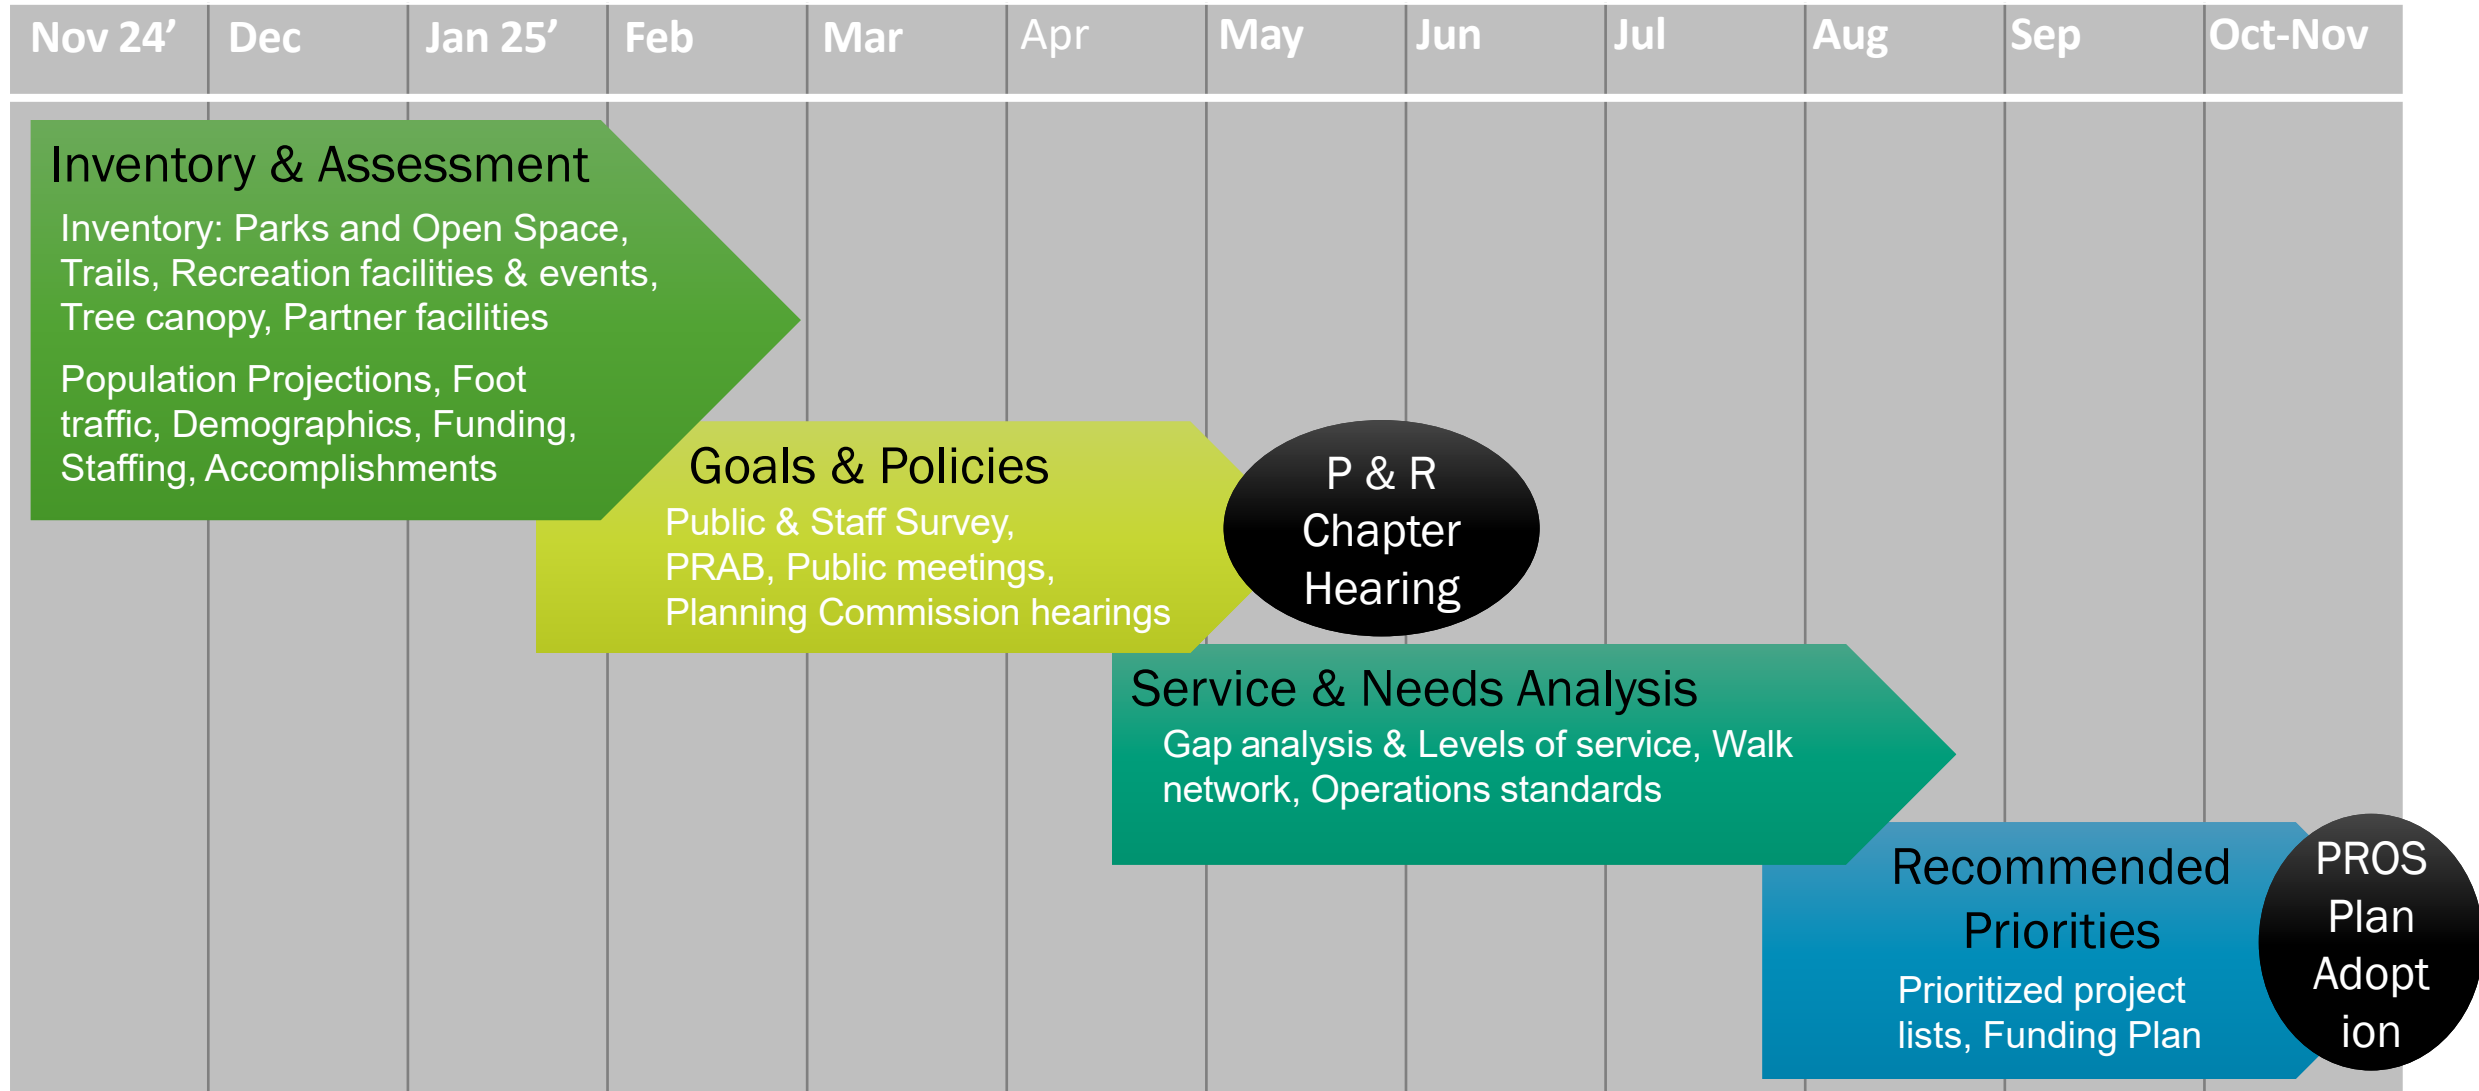 Nov 24’ Dec Jan 25’ Feb Mar Apr May Jun Jul Aug Sep Oct-Nov
Inventory & Assessment
Inventory: Parks and Open Space,
Trails, Recreation facilities & events,
Tree canopy, Partner facilities
Population Projections, Foot
traffic, Demographics, Funding,
Staffing, Accomplishments
Goals & Policies
Public & Staff Survey,
PRAB, Public meetings,
Planning Commission hearings
P & R
Chapter
Hearing
Service & Needs Analysis
Gap analysis & Levels of service, Walk
network, Operations standards
Recommended
Priorities
Prioritized project
lists, Funding Plan
PROS
Plan
Adopt
ion